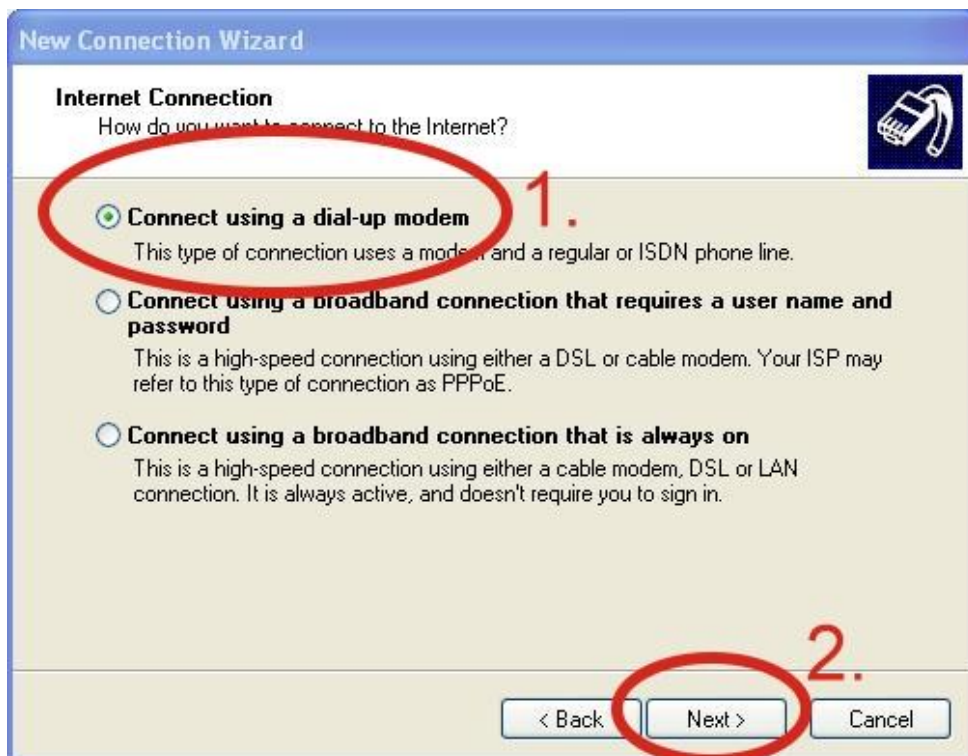 New Connection Wizard
Internet Connection
How do you want to connect to the Internet?
1.
Connect using a dial-up modem
This type of connection uses a modem and a regular or ISDN phone line.
Connect using a broadband connection that requires a user name and
password
This is a high-speed connection using either a DSL or cable modem. Your ISP may
refer to this type of connection as PPPoE.
Connect using a broadband connection that is always on
This is a high-speed connection using either a cable modem, DSL or LAN
connection. It is always active, and doesn't require you to sign in.
2.
< Back Next > Cancel